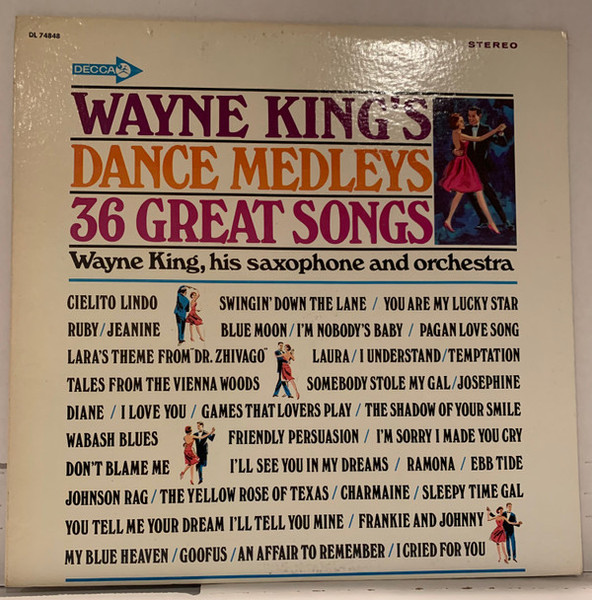 DL 74848
STEREO
DECCA
WAYNE KING'S
DANCE MEDLEYS
36 GREAT SONGS
Wayne King, his saxophone and orchestra
CIELITO LINDO SWINGIN' DOWN THE LANE / YOU ARE MY LUCKY STAR
RUBY / JEANINE BLUE MOON / I'M NOBODY'S BABY / PAGAN LOVE SONG
LARA'S THEME FROM "DR. ZHIVAGO" LAURA / I UNDERSTAND / TEMPTATION
TALES FROM THE VIENNA WOODS SOMEBODY STOLE MY GAL / JOSEPHINE
DIANE / I LOVE YOU / GAMES THAT LOVERS PLAY / THE SHADOW OF YOUR SMILE
WABASH BLUES FRIENDLY PERSUASION / I'M SORRY I MADE YOU CRY
DON'T BLAME ME I'LL SEE YOU IN MY DREAMS / RAMONA / EBB TIDE
JOHNSON RAG / THE YELLOW ROSE OF TEXAS / CHARMAINE / SLEEPY TIME GAL
YOU TELL ME YOUR DREAM I'LL TELL YOU MINE / FRANKIE AND JOHNNY
MY BLUE HEAVEN / GOOFUS / AN AFFAIR TO REMEMBER / I CRIED FOR YOU